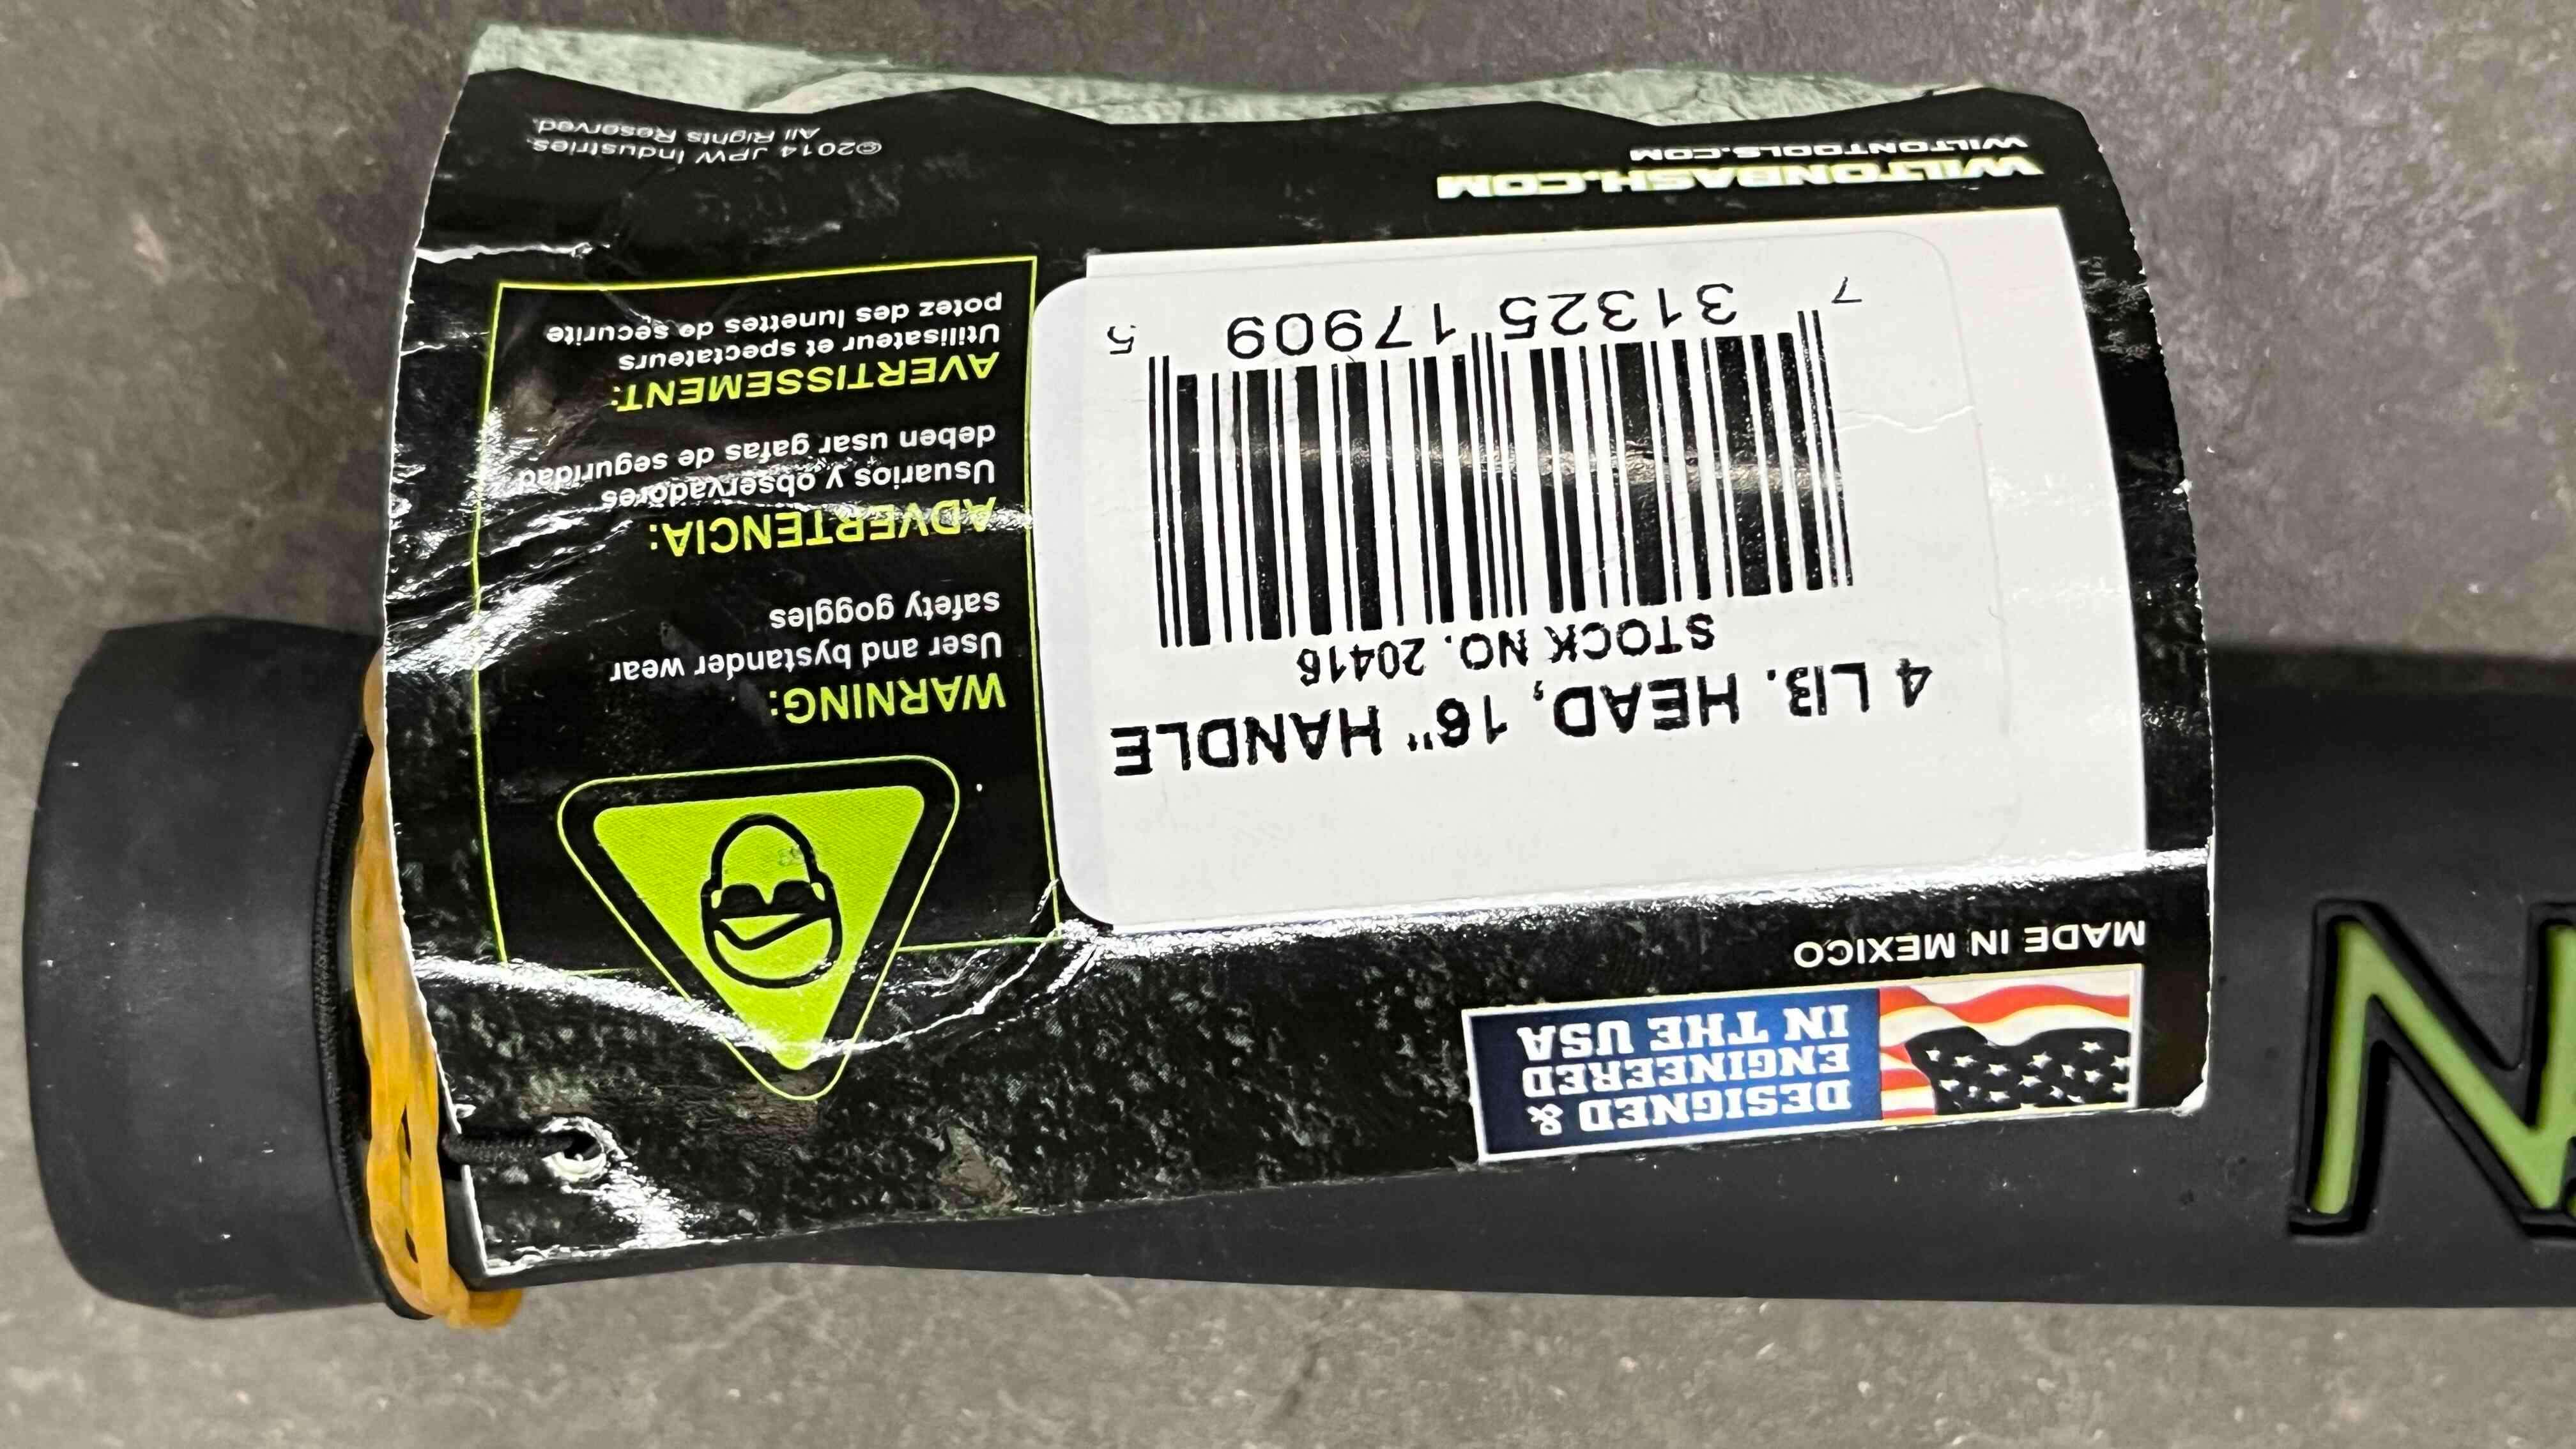 DESIGNED &
ENGINEERED
IN THE USA
MADE IN MEXICO
4 LB. HEAD, 16" HANDLE
STOCK NO. 20416
7 31325 17909 5
WILTONBASH.COM
WILTONTOOLS.COM
WARNING:
User and bystander wear
safety goggles
ADVERTENCIA:
Usuarios y observadores
deben usar gafas de seguridad
AVERTISSEMENT:
Utilisateur et spectateurs
potez des lunettes de sécurité
©2014 JPW Industries.
All Rights Reserved.